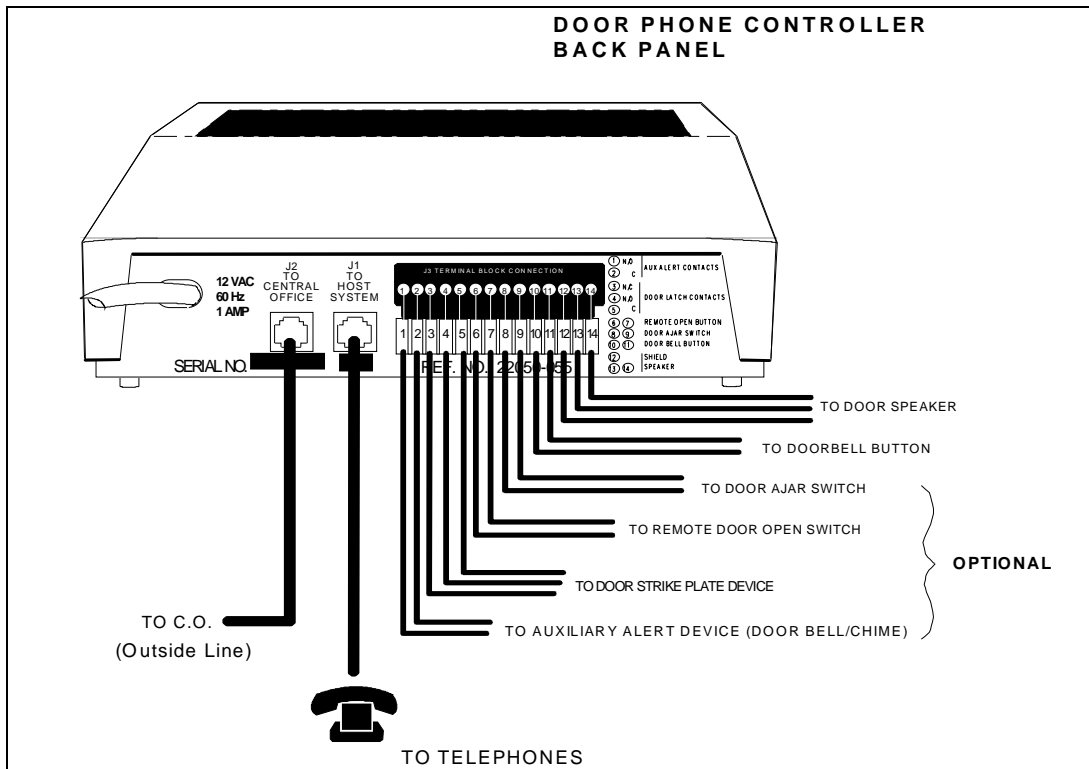 DOOR PHONE CONTROLLER
BACK PANEL
12 VAC
60 Hz
1 AMP
J2
TO
CENTRAL
OFFICE
J1
TO
HOST
SYSTEM
J3 TERMINAL BLOCK CONNECTION
1 2 3 4 5 6 7 8 9 10 11 12 13 14
1 2 3 4 5 6 7 8 9 10 11 12 13 14
1 N/O
2 C
AUX ALERT CONTACTS
3 N/C
4 N/O
5 C
DOOR LATCH CONTACTS
6 7 REMOTE OPEN BUTTON
8 9 DOOR AJAR SWITCH
10 11 DOOR BELL BUTTON
12 SHIELD
13 14 SPEAKER
SERIAL NO.
REF. NO. 22050-055
TO DOOR SPEAKER
TO DOORBELL BUTTON
TO DOOR AJAR SWITCH
TO REMOTE DOOR OPEN SWITCH
OPTIONAL
TO DOOR STRIKE PLATE DEVICE
TO AUXILIARY ALERT DEVICE (DOOR BELL/CHIME)
TO C.O.
(Outside Line)
TO TELEPHONES